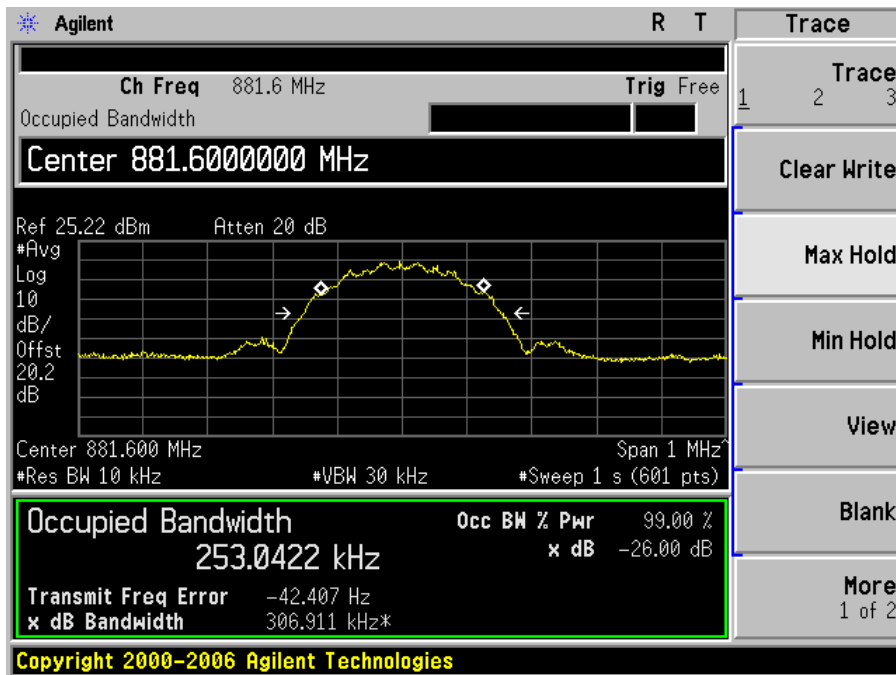 Agilent R T
Ch Freq 881.6 MHz Trig Free
Occupied Bandwidth
Center 881.6000000 MHz
Ref 25.22 dBm Atten 20 dB
#Avg
Log
10
dB/
Offst
20.2
dB
Center 881.600 MHz Span 1 MHz^
#Res BW 10 kHz #VBW 30 kHz #Sweep 1 s (601 pts)
Occupied Bandwidth Occ BW % Pwr 99.00 %
253.0422 kHz x dB -26.00 dB
Transmit Freq Error -42.407 Hz
x dB Bandwidth 306.911 kHz*
Copyright 2000-2006 Agilent Technologies
Trace
Trace
1 2 3
Clear Write
Max Hold
Min Hold
View
Blank
More
1 of 2